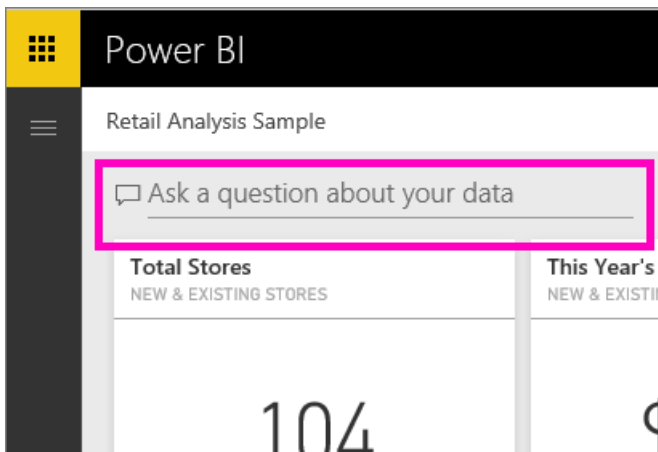 Power BI
Retail Analysis Sample
Ask a question about your data
Total Stores
NEW & EXISTING STORES
104
This Year's
NEW &
$